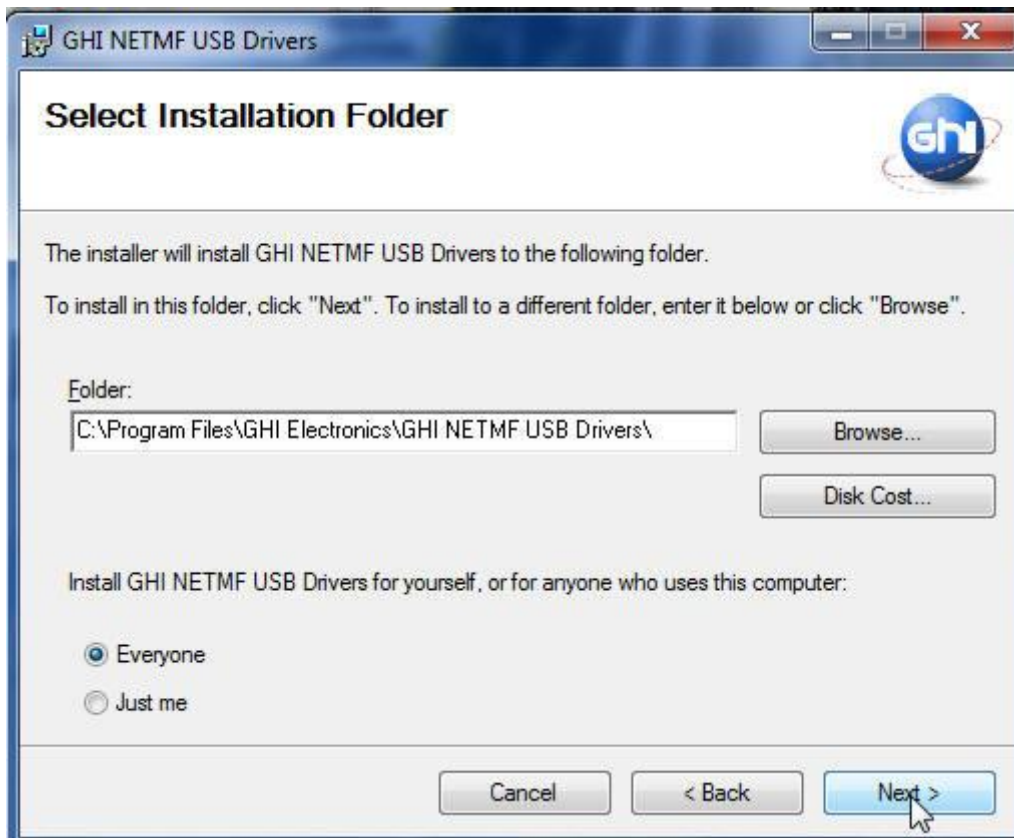 GHI NETMF USB Drivers
Select Installation Folder
GHI
The installer will install GHI NETMF USB Drivers to the following folder.
To install in this folder, click "Next". To install to a different folder, enter it below or click "Browse".
Folder:
C:\Program Files\GHI Electronics\GHI NETMF USB Drivers\
Browse...
Disk Cost...
Install GHI NETMF USB Drivers for yourself, or for anyone who uses this computer:
Everyone
Just me
Cancel
< Back
Next >